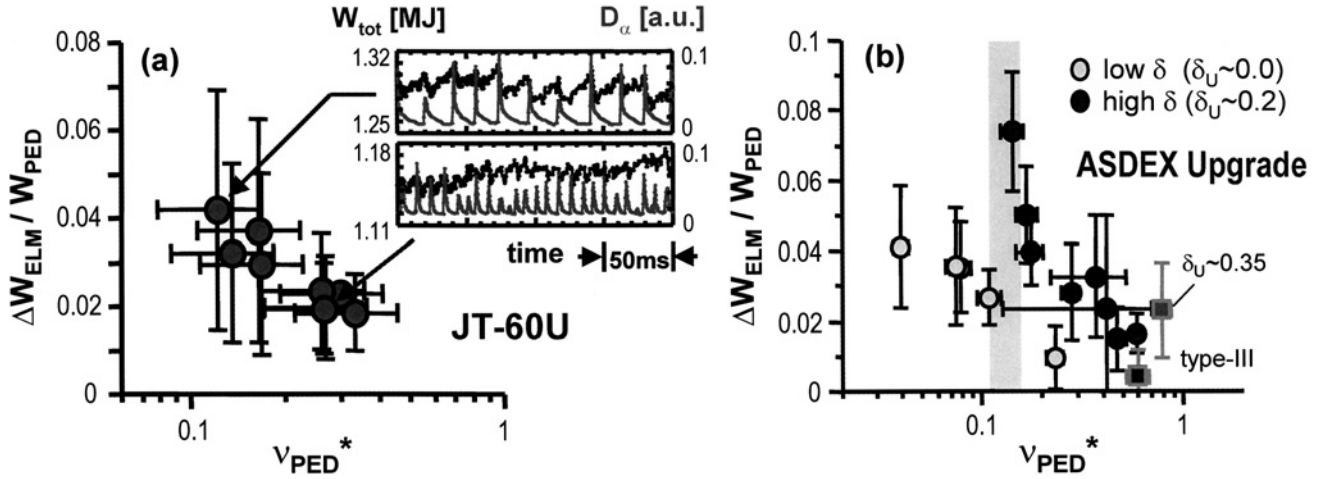 (a)
W_tot [MJ]
D_α [a.u.]
0.08
0.06
0.04
0.02
0
ΔW_ELM / W_PED
1.32
1.25
0.1
0
1.18
1.11
0.1
0
time
50ms
JT-60U
0.1
1
ν_PED*
(b)
low δ (δ_U~0.0)
high δ (δ_U~0.2)
ASDEX Upgrade
0.1
0.08
0.06
0.04
0.02
0
ΔW_ELM / W_PED
δ_U~0.35
type-III
0.1
1
ν_PED*